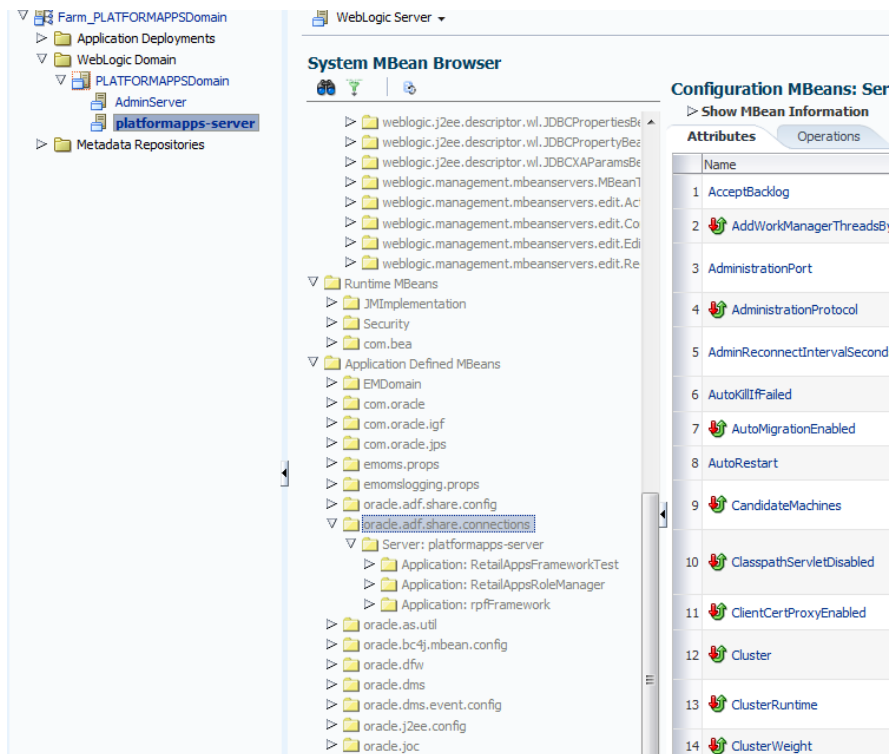 Farm_PLATFORMAPPSDomain
Application Deployments
WebLogic Domain
PLATFORMAPPSDomain
AdminServer
platformapps-server
Metadata Repositories
WebLogic Server
System MBean Browser
weblogic.j2ee.descriptor.wl.JDBCPropertiesBe
weblogic.j2ee.descriptor.wl.JDBCPropertyBea
weblogic.j2ee.descriptor.wl.JDBCXAParamsBe
weblogic.management.mbeanservers.MBeanT
weblogic.management.mbeanservers.edit.Ac
weblogic.management.mbeanservers.edit.Co
weblogic.management.mbeanservers.edit.Edi
weblogic.management.mbeanservers.edit.Re
Runtime MBeans
JMImplementation
Security
com.bea
Application Defined MBeans
EMDomain
com.oracle
com.oracle.igf
com.oracle.jps
emoms.props
emomslogging.props
oracle.adf.share.config
oracle.adf.share.connections
Server: platformapps-server
Application: RetailAppsFrameworkTest
Application: RetailAppsRoleManager
Application: rpfFramework
oracle.as.util
oracle.bc4j.mbean.config
oracle.dfw
oracle.dms
oracle.dms.event.config
oracle.j2ee.config
oracle.joc
Configuration MBeans: Ser
Show MBean Information
Attributes Operations
Name
1 AcceptBacklog
2 AddWorkManagerThreadsBy
3 AdministrationPort
4 AdministrationProtocol
5 AdminReconnectIntervalSecond
6 AutoKillIfFailed
7 AutoMigrationEnabled
8 AutoRestart
9 CandidateMachines
10 ClasspathServletDisabled
11 ClientCertProxyEnabled
12 Cluster
13 ClusterRuntime
14 ClusterWeight